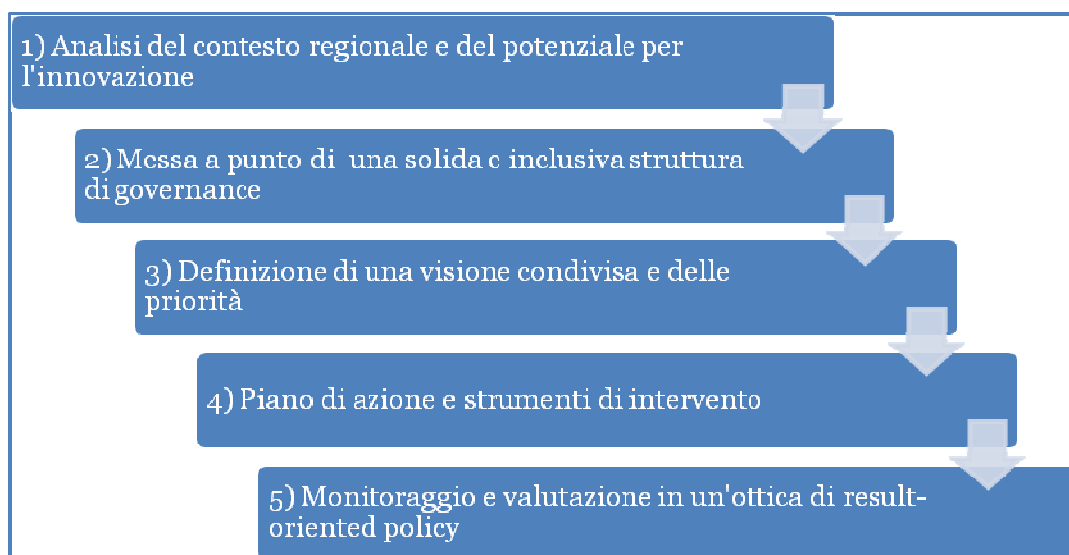 1) Analisi del contesto regionale e del potenziale per
l'innovazione
2) Messa a punto di una solida e inclusiva struttura
di governance
3) Definizione di una visione condivisa e delle
priorità
4) Piano di azione e strumenti di intervento
5) Monitoraggio e valutazione in un'ottica di result-
oriented policy